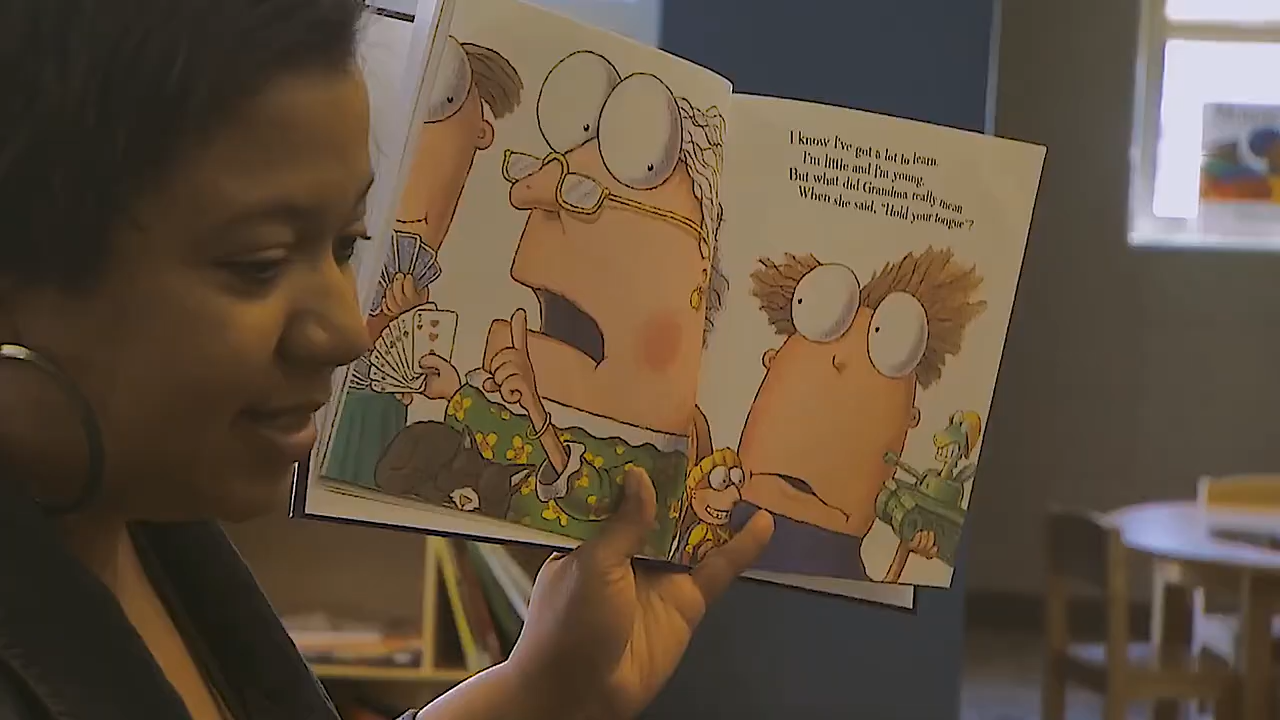 I know I've got a lot to learn.
I'm little and I'm young.
But what did Grandma really mean
When she said, "Hold your tongue"?